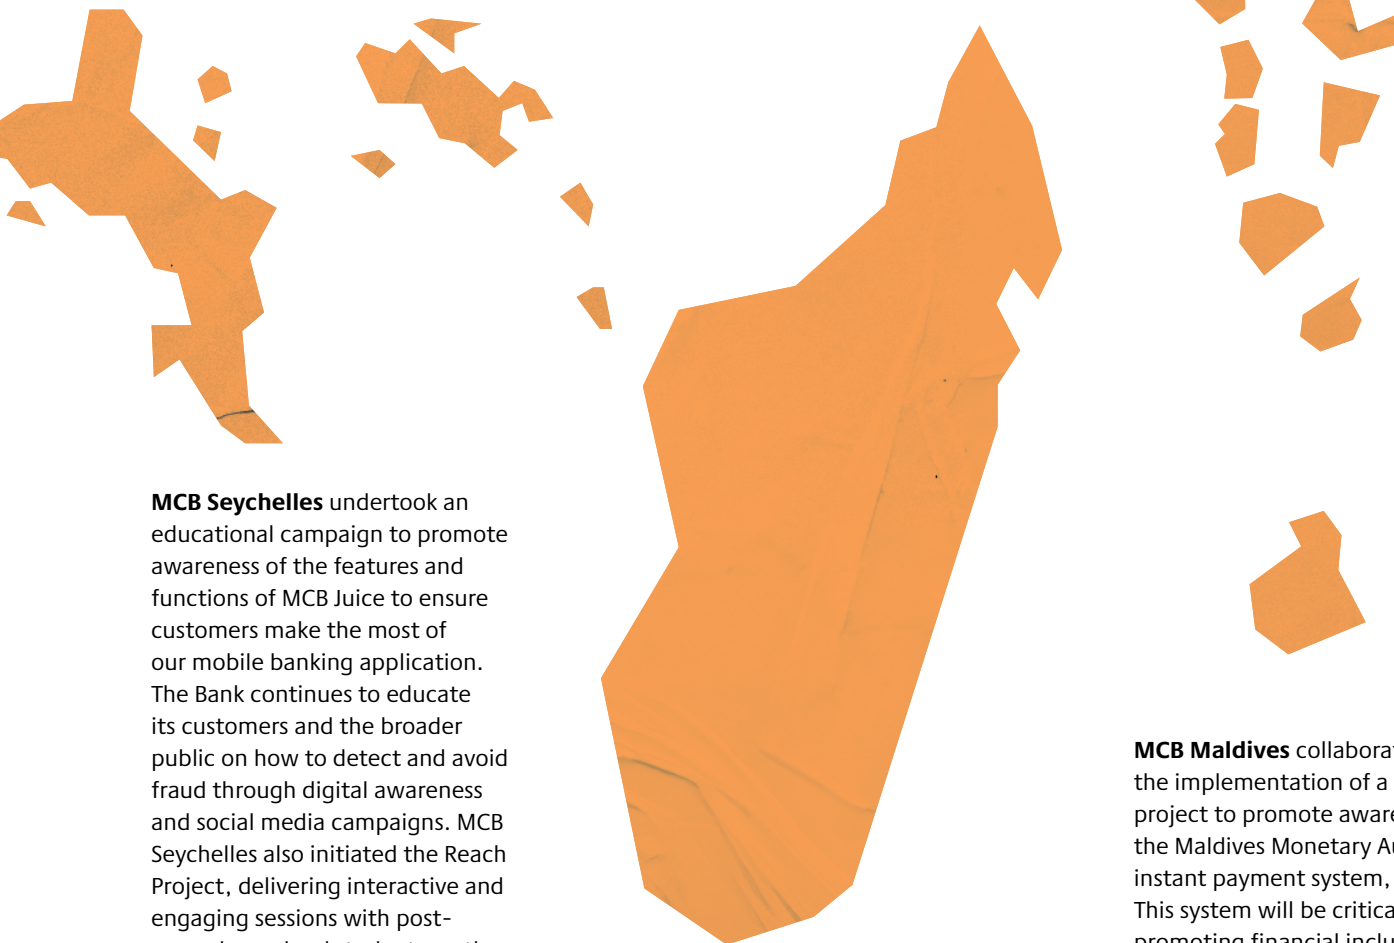 MCB Seychelles undertook an
educational campaign to promote
awareness of the features and
functions of MCB Juice to ensure
customers make the most of
our mobile banking application.
The Bank continues to educate
its customers and the broader
public on how to detect and avoid
fraud through digital awareness
and social media campaigns. MCB
Seychelles also initiated the Reach
Project, delivering interactive and
engaging sessions with post-
MCB Maldives
the implementation of a
project to promote
the Maldives Monetary
instant payment system,
This system will be
promoting financial